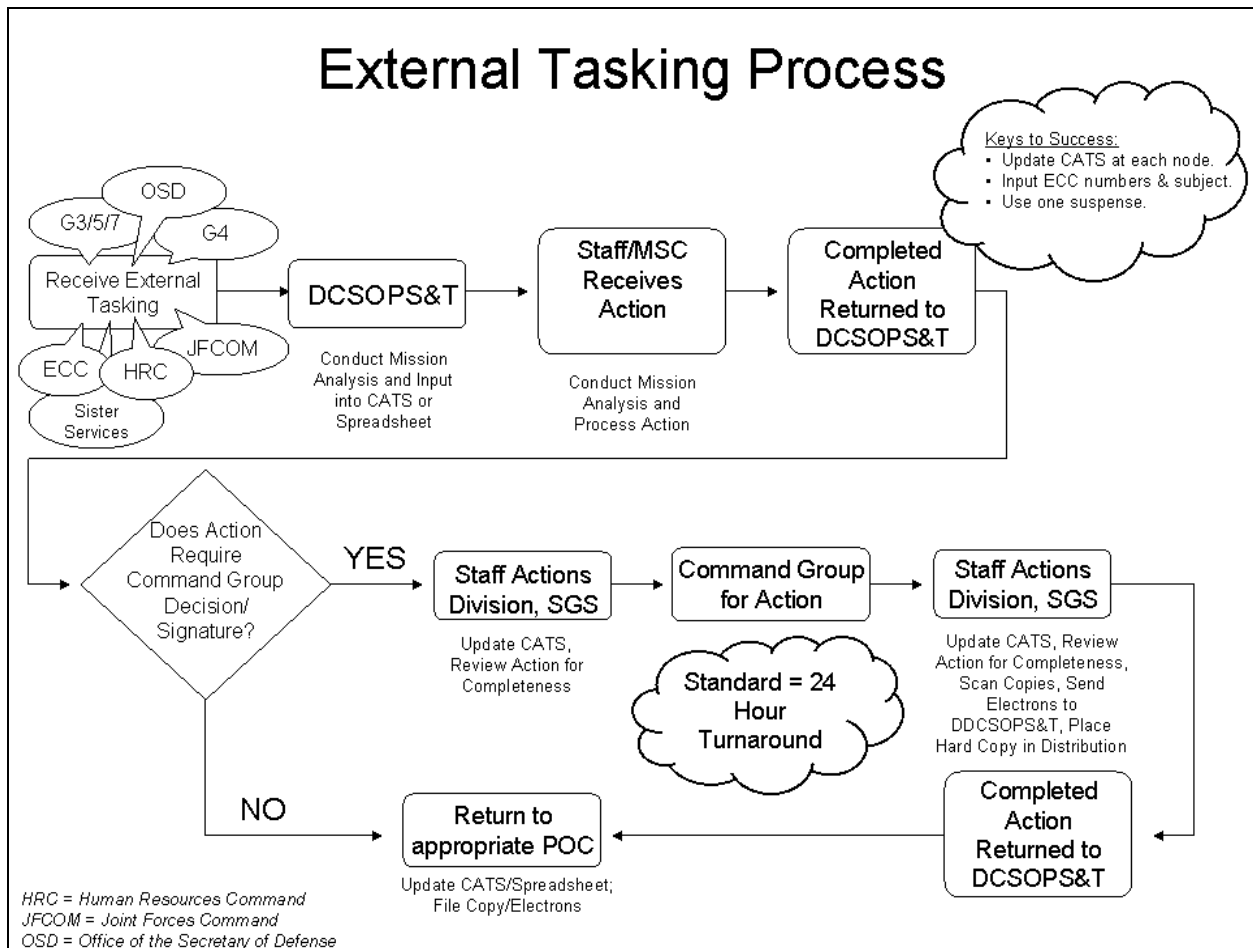 External Tasking Process
Keys to Success:
• Update CATS at each node.
• Input ECC numbers & subject.
• Use one suspense.
OSD
G3/5/7
G4
Receive External
Tasking
JFCOM
ECC
HRC
Sister
Services
DCSOPS&T
Conduct Mission
Analysis and Input
into CATS or
Spreadsheet
Staff/MSC
Receives
Action
Conduct Mission
Analysis and
Process Action
Completed
Action
Returned to
DCSOPS&T
Does Action
Require
Command Group
Decision/
Signature?
YES
Staff Actions
Division, SGS
Update CATS,
Review Action for
Completeness
Command Group
for Action
Standard = 24
Hour
Turnaround
Staff Actions
Division, SGS
Update CATS, Review
Action for Completeness,
Scan Copies, Send
Electrons to
DDCSOPS&T, Place
Hard Copy in Distribution
NO
Return to
appropriate POC
Update CATS/Spreadsheet;
File Copy/Electrons
Completed
Action
Returned to
DCSOPS&T
HRC = Human Resources Command
JFCOM = Joint Forces Command
OSD = Office of the Secretary of Defense